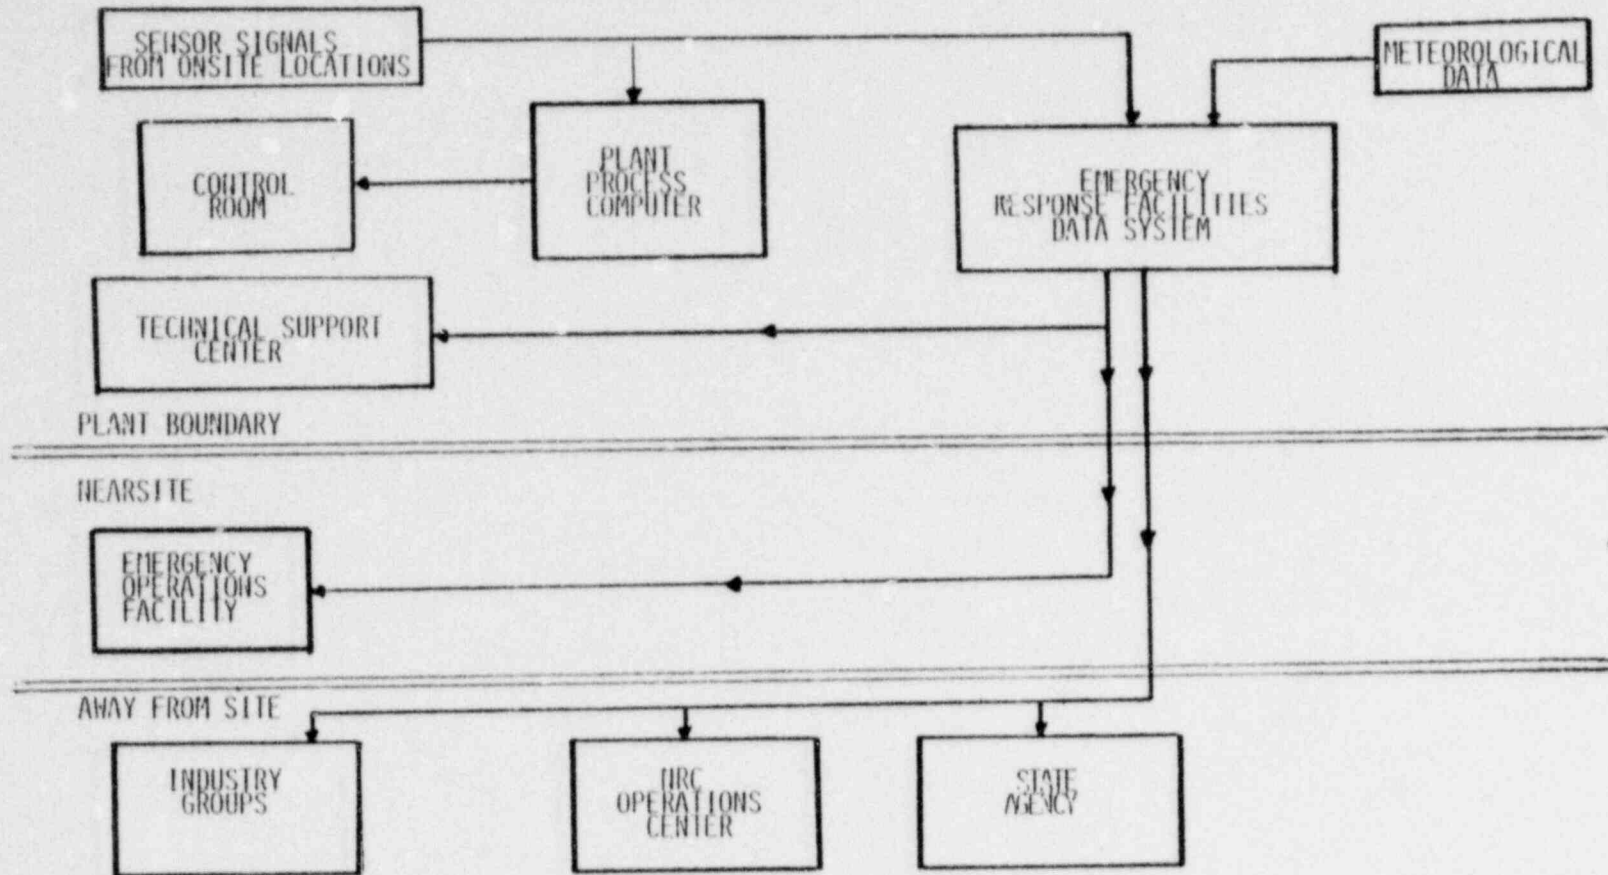 SENSOR SIGNALS
FROM ONSITE LOCATIONS
METEOROLOGICAL
DATA
CONTROL
ROOM
PLANT
PROCESS
COMPUTER
EMERGENCY
RESPONSE FACILITIES
DATA SYSTEM
TECHNICAL SUPPORT
CENTER
PLANT BOUNDARY
NEARSITE
EMERGENCY
OPERATIONS
FACILITY
AWAY FROM SITE
INDUSTRY
GROUPS
NRC
OPERATIONS
CENTER
STATE
AGENCY